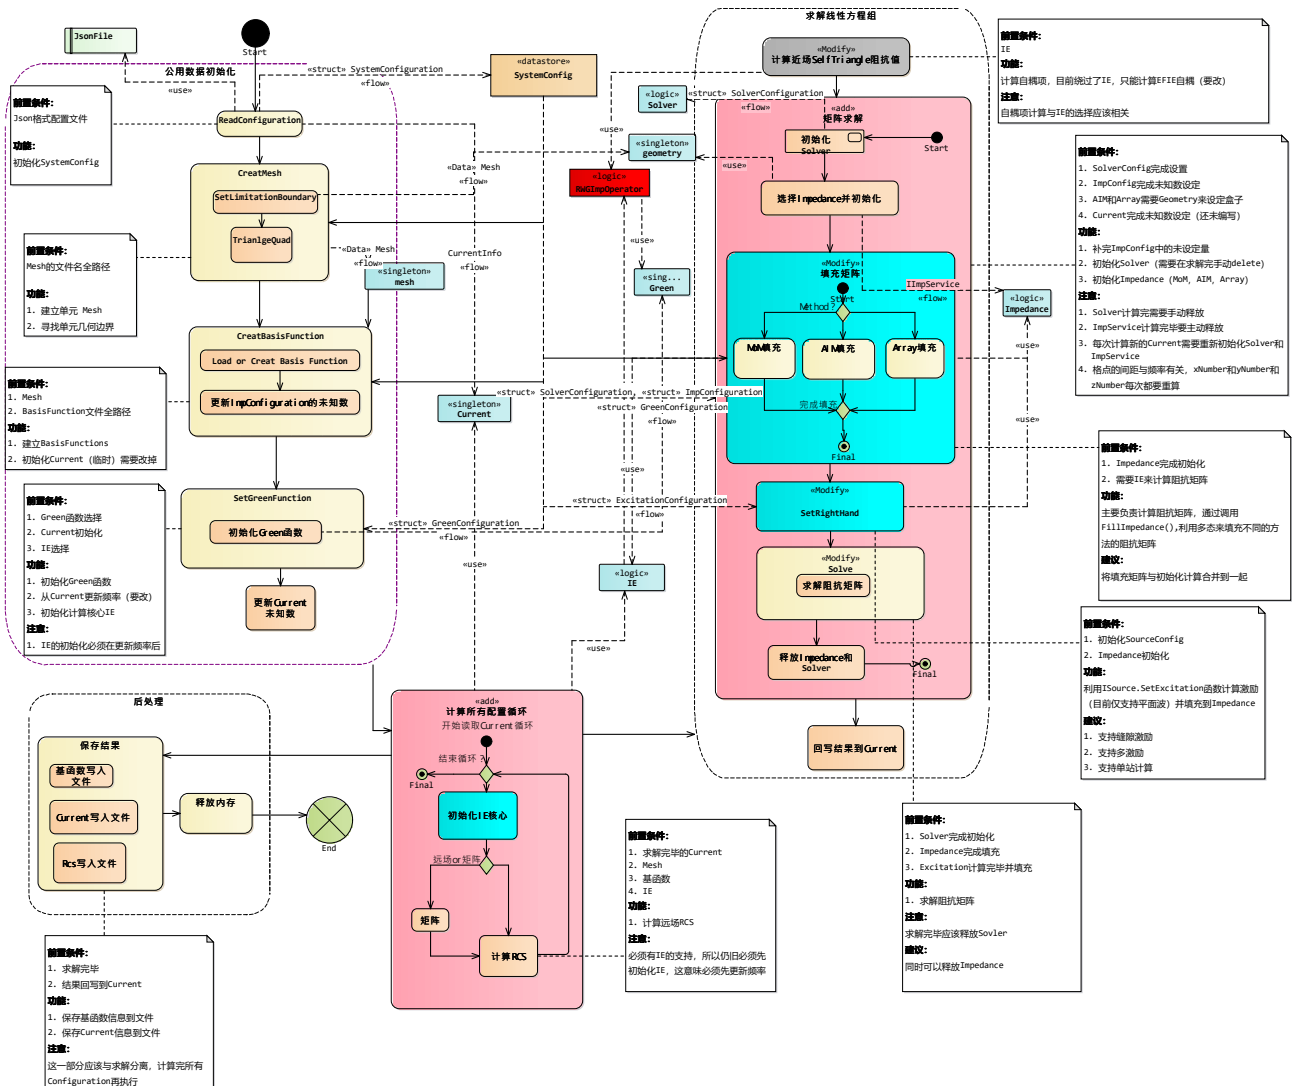 JsonFile
Start
公用数据初始化
«use»
«struct» SystemConfiguration
«flow»
«datastore»
SystemConfig
前置条件:
Json格式配置文件
功能:
初始化SystemConfig
ReadConfiguration
CreatMesh
SetLimitationBoundary
TrianlgeQuad
«Data» Mesh
«flow»
«Data» Mesh
«flow»
«singleton»
mesh
CurrentInfo
«flow»
前置条件:
Mesh的文件名全路径
功能:
1. 建立单元 Mesh
2. 寻找单元几何边界
CreatBasisFunction
Load or Creat Basis Function
更新ImpConfiguration的未知数
前置条件:
1. Mesh
2. BasisFunction文件全路径
功能:
1. 建立BasisFunctions
2. 初始化Current（临时）需要改掉
«singleton»
Current
SetGreenFunction
初始化Green函数
«struct» GreenConfiguration
«flow»
前置条件:
1. Green函数选择
2. Current初始化
3. IE选择
功能:
1. 初始化Green函数
2. 从Current更新频率（要改）
3. 初始化计算核心IE
注意:
1. IE的初始化必须在更新频率后
更新Current
未知数
«use»
求解线性方程组
«Modify»
计算近场SelfTriangle阻抗值
前置条件:
IE
功能:
计算自耦项, 目前绕过了IE, 只能计算EFIE自耦（要改）
注意:
自耦项计算与IE的选择应该相关
«logic»
Solver
«struct» SolverConfiguration
«flow»
«use»
«singleton»
geometry
«use»
«logic»
RWGImpOperator
«use»
«sing...
Green
«add»
矩阵求解
初始化
Solver
Start
选择Impedance并初始化
«Modify»
填充矩阵
Start
Method？
MoM填充
AIM填充
Array填充
完成填充
Final
IImpService
«flow»
«logic»
Impedance
«use»
«use»
前置条件:
1. SolverConfig完成设置
2. ImpConfig完成未知数设定
3. AIM和Array需要Geometry来设定盒子
4. Current完成未知数设定（还未编写）
功能:
1. 补完ImpConfig中的未设定量
2. 初始化Solver（需要在求解完手动delete）
3. 初始化Impedance（MoM, AIM, Array）
注意:
1. Solver计算完需要手动释放
2. ImpService计算完毕要主动释放
3. 每次计算新的Current需要重新初始化Solver和
ImpService
4. 格点的间距与频率有关, xNumber和yNumber和
zNumber每次都要重算
«struct» SolverConfiguration, «struct» ImpConfiguration
«struct» GreenConfiguration
«flow»
«use»
«struct» ExcitationConfiguration
«flow»
«Modify»
SetRightHand
前置条件:
1. Impedance完成初始化
2. 需要IE来计算阻抗矩阵
功能:
主要负责计算阻抗矩阵, 通过调用
FillImpedance(),利用多态来填充不同的方
法的阻抗矩阵
建议:
将填充矩阵与初始化计算合并到一起
«Modify»
Solve
求解阻抗矩阵
«logic»
IE
«use»
释放Impedance和
Solver
Final
前置条件:
1. 初始化SourceConfig
2. Impedance初始化
功能:
利用ISource.SetExcitation函数计算激励
（目前仅支持平面波）并填充到Impedance
建议:
1. 支持缝隙激励
2. 支持多激励
3. 支持单站计算
回写结果到Current
«add»
计算所有配置循环
开始读取Current循环
结束循环？
Final
初始化IE核心
远场or矩阵
矩阵
计算RCS
后处理
保存结果
基函数写入
文件
Current写入文件
Rcs写入文件
释放内存
End
前置条件:
1. 求解完毕的Current
2. Mesh
3. 基函数
4. IE
功能:
1. 计算远场RCS
注意:
必须有IE的支持, 所以仍旧必须先
初始化IE, 这意味必须先更新频率
前置条件:
1. Solver完成初始化
2. Impedance完成填充
3. Excitation计算完毕并填充
功能:
1. 求解阻抗矩阵
注意:
求解完毕应该释放Sovler
建议:
同时可以释放Impedance
前置条件:
1. 求解完毕
2. 结果回写到Current
功能:
1. 保存基函数信息到文件
2. 保存Current信息到文件
注意:
这一部分应该与求解分离, 计算完所有
Configuration再执行